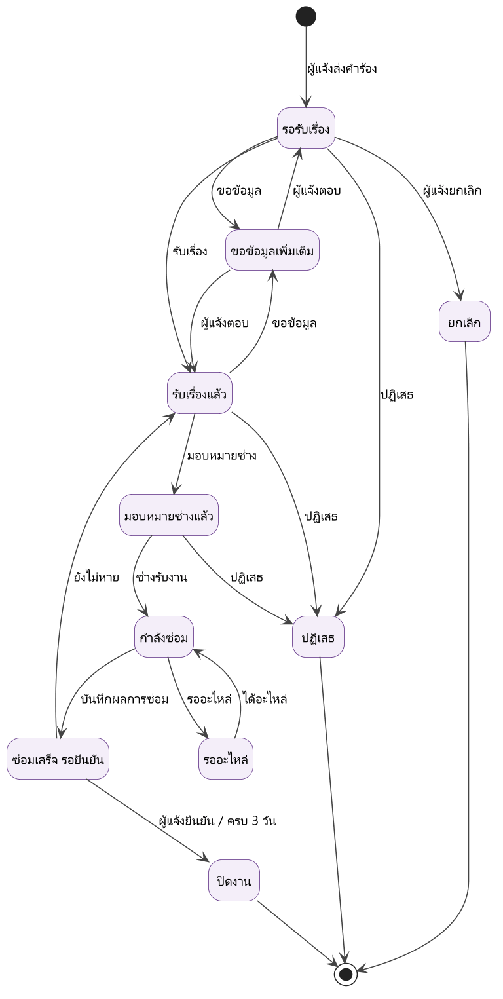 ผู้แจ้งส่งคำร้อง
รอรับเรื่อง
ขอข้อมูล
ผู้แจ้งตอบ
ผู้แจ้งยกเลิก
รับเรื่อง
ขอข้อมูลเพิ่มเติม
ผู้แจ้งตอบ
ขอข้อมูล
ยกเลิก
รับเรื่องแล้ว
ปฏิเสธ
มอบหมายช่าง
มอบหมายช่างแล้ว
ปฏิเสธ
ยังไม่หาย
ช่างรับงาน
ปฏิเสธ
กำลังซ่อม
ปฏิเสธ
บันทึกผลการซ่อม
รออะไหล่
ได้อะไหล่
ซ่อมเสร็จ รอยืนยัน
รออะไหล่
ผู้แจ้งยืนยัน / ครบ 3 วัน
ปิดงาน